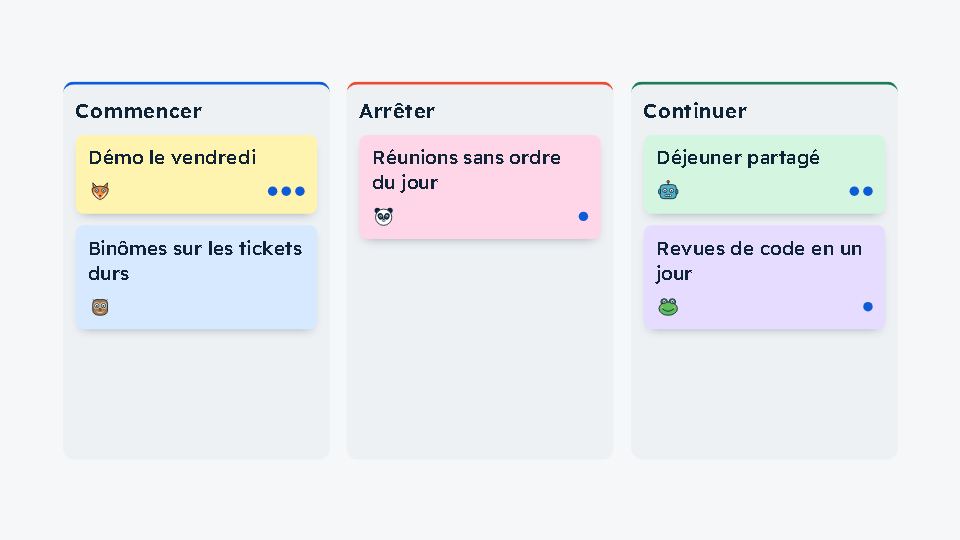 Commencer
Démo le vendredi
Binômes sur les tickets
durs
Arrêter
Réunions sans ordre
du jour
Continuer
Déjeuner partagé
Revues de code en un
jour